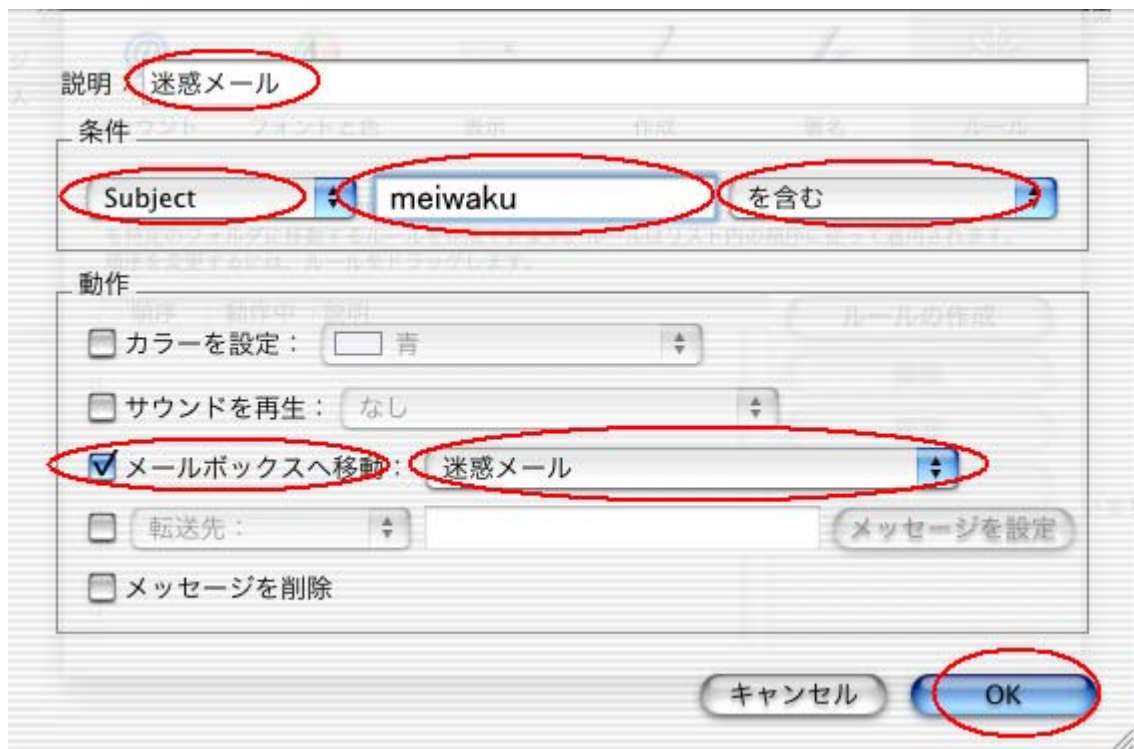 説明：迷惑メール
条件
Subject meiwaku を含む
動作
カラーを設定： 青
サウンドを再生： なし
メールボックスへ移動： 迷惑メール
転送先： メッセージを設定
メッセージを削除
キャンセル OK